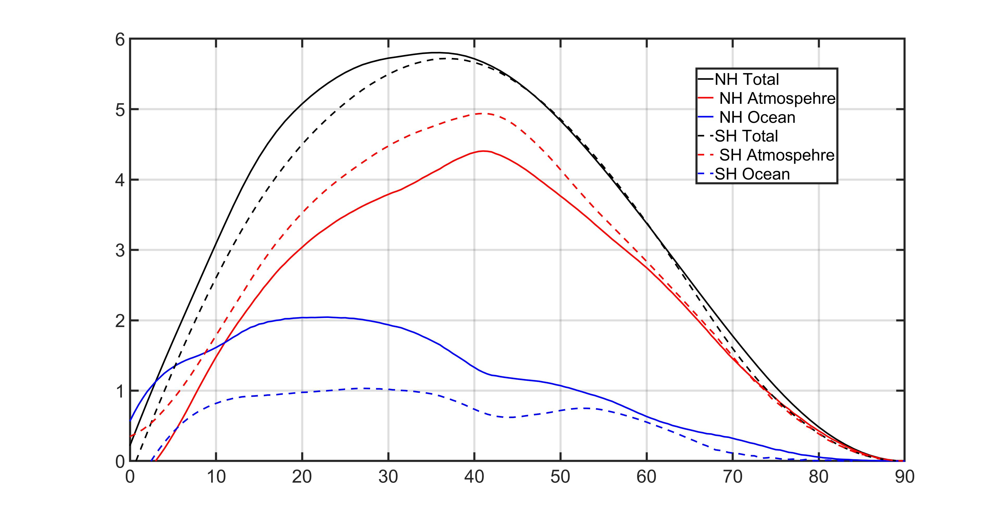 6
5
4
3
2
1
0
0 10 20 30 40 50 60 70 80 90
NH Total
NH Atmospehre
NH Ocean
SH Total
SH Atmospehre
SH Ocean